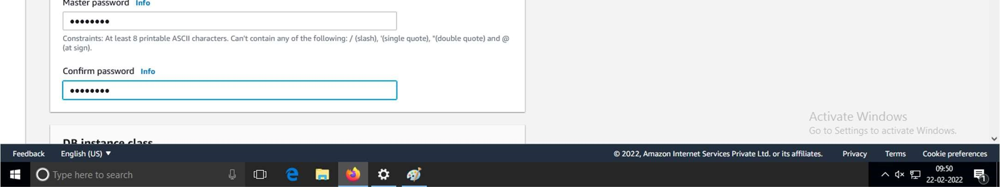 Master password Info
••••••••
Constraints: At least 8 printable ASCII characters. Can't contain any of the following: / (slash), '(single quote), "(double quote) and @
(at sign).
Confirm password Info
••••••••
Activate Windows
Go to Settings to activate Windows.
DB instance class
Feedback English (US) ▼ © 2022, Amazon Internet Services Private Ltd. or its affiliates. Privacy Terms Cookie preferences
Type here to search
09:50
22-02-2022
1